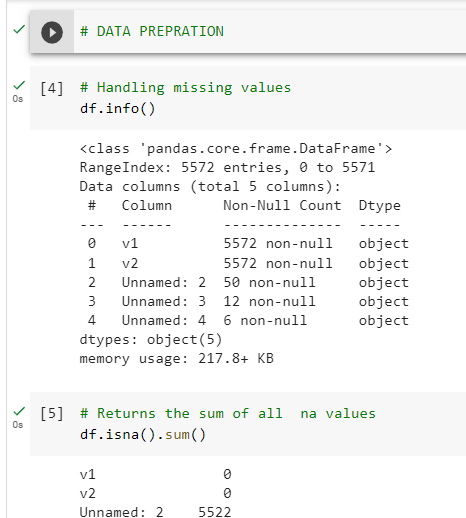 # DATA PREPRATION
[4] # Handling missing values
0s df.info()
<class 'pandas.core.frame.DataFrame'>
RangeIndex: 5572 entries, 0 to 5571
Data columns (total 5 columns):
 #   Column      Non-Null Count  Dtype
---  ------      --------------  -----
 0   v1          5572 non-null   object
 1   v2          5572 non-null   object
 2   Unnamed: 2  50 non-null     object
 3   Unnamed: 3  12 non-null     object
 4   Unnamed: 4  6 non-null      object
dtypes: object(5)
memory usage: 217.8+ KB
[5] # Returns the sum of all  na values
0s df.isna().sum()
v1               0
v2               0
Unnamed: 2    5522